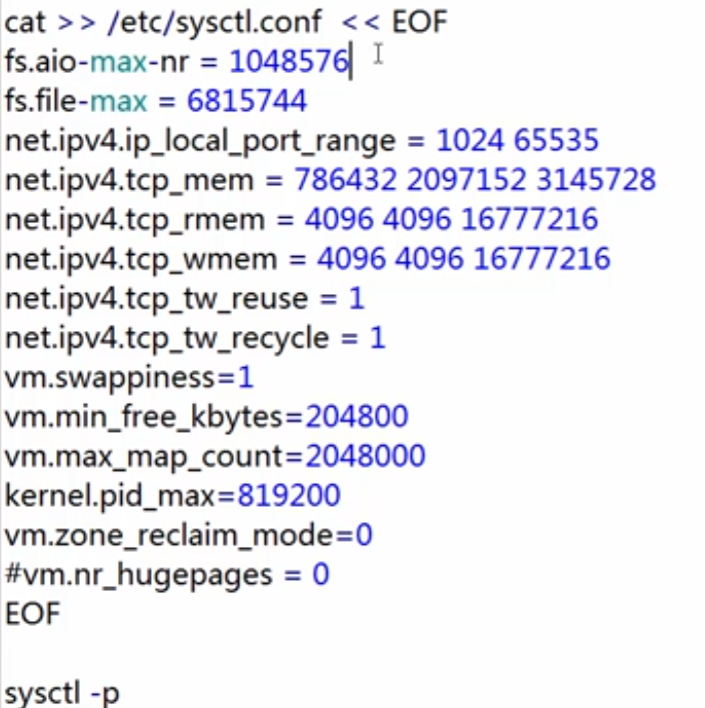 cat >> /etc/sysctl.conf  << EOF
fs.aio-max-nr = 1048576
fs.file-max = 6815744
net.ipv4.ip_local_port_range = 1024 65535
net.ipv4.tcp_mem = 786432 2097152 3145728
net.ipv4.tcp_rmem = 4096 4096 16777216
net.ipv4.tcp_wmem = 4096 4096 16777216
net.ipv4.tcp_tw_reuse = 1
net.ipv4.tcp_tw_recycle = 1
vm.swappiness=1
vm.min_free_kbytes=204800
vm.max_map_count=2048000
kernel.pid_max=819200
vm.zone_reclaim_mode=0
#vm.nr_hugepages = 0
EOF
sysctl -p